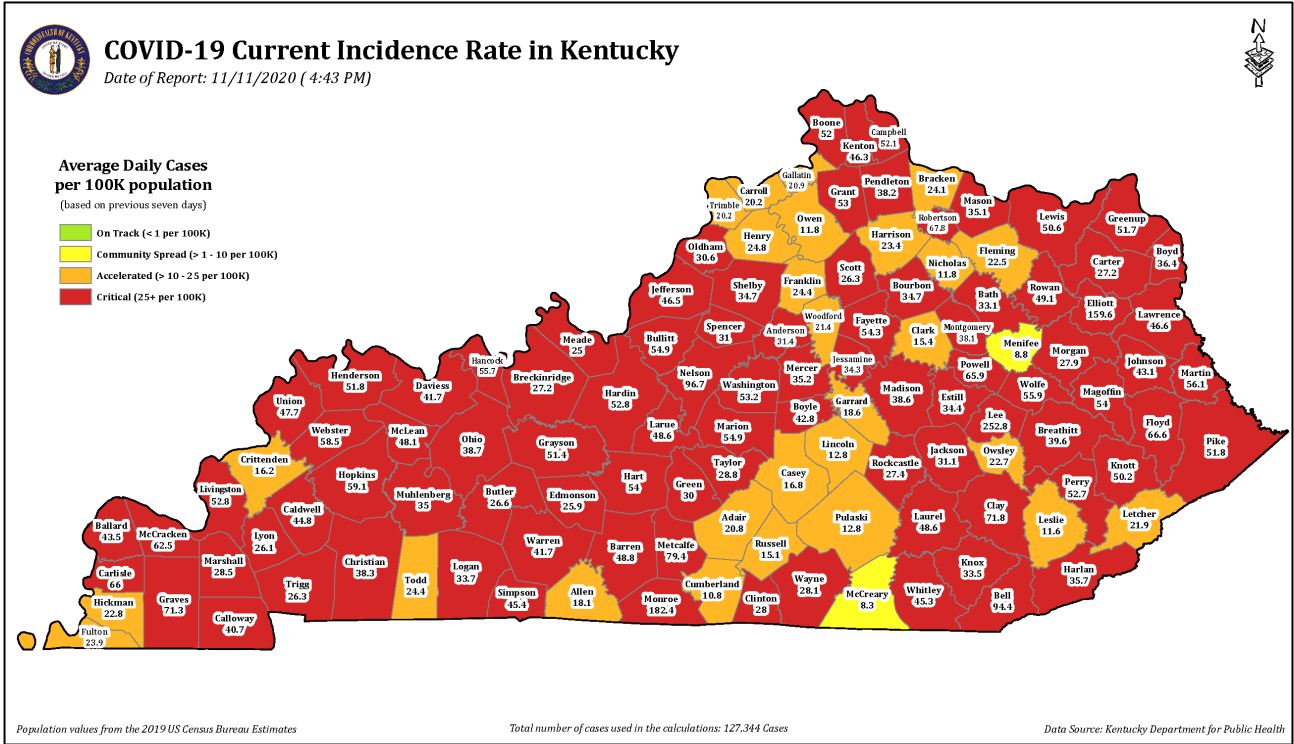 COVID-19 Current Incidence Rate in Kentucky
Date of Report: 11/11/2020 ( 4:43 PM)
N
Average Daily Cases
per 100K population
(based on previous seven days)
On Track (< 1 per 100K)
Community Spread (> 1 - 10 per 100K)
Accelerated (> 10 - 25 per 100K)
Critical (25+ per 100K)
Boone
52
Campbell
52.1
Kenton
46.3
Gallatin
20.9
Carroll
20.2
Trimble
20.2
Grant
53
Pendleton
38.2
Bracken
24.1
Mason
35.1
Robertson
67.8
Owen
11.8
Henry
24.8
Oldham
30.6
Harrison
23.4
Lewis
50.6
Greenup
51.7
Fleming
22.5
Nicholas
11.8
Boyd
36.4
Carter
27.2
Scott
26.3
Franklin
24.4
Shelby
34.7
Jefferson
46.5
Bourbon
34.7
Bath
33.1
Rowan
49.1
Elliott
159.6
Lawrence
46.6
Woodford
21.4
Fayette
54.3
Spencer
31
Anderson
31.4
Bullitt
54.9
Meade
25
Clark
15.4
Montgomery
38.1
Menifee
8.8
Morgan
27.9
Johnson
43.1
Martin
56.1
Powell
65.9
Jessamine
34.3
Mercer
35.2
Nelson
96.7
Washington
53.2
Hancock
55.7
Breckinridge
27.2
Henderson
51.8
Daviess
41.7
Union
47.7
Hardin
52.8
Boyle
42.8
Garrard
18.6
Madison
38.6
Estill
34.4
Wolfe
55.9
Magoffin
54
Lee
252.8
Breathitt
39.6
Floyd
66.6
Pike
51.8
Webster
58.5
McLean
48.1
Ohio
38.7
Grayson
51.4
Larue
48.6
Marion
54.9
Lincoln
12.8
Rockcastle
27.4
Jackson
31.1
Owsley
22.7
Knott
50.2
Perry
52.7
Crittenden
16.2
Livingston
52.8
Hopkins
59.1
Muhlenberg
35
Butler
26.6
Edmonson
25.9
Hart
54
Green
30
Taylor
28.8
Casey
16.8
Caldwell
44.8
Ballard
43.5
McCracken
62.5
Lyon
26.1
Adair
20.8
Pulaski
12.8
Laurel
48.6
Clay
71.8
Leslie
11.6
Letcher
21.9
Russell
15.1
Warren
41.7
Barren
48.8
Metcalfe
79.4
Marshall
28.5
Carlisle
66
Christian
38.3
Todd
24.4
Logan
33.7
Trigg
26.3
Simpson
45.4
Allen
18.1
Monroe
182.4
Cumberland
10.8
Clinton
28
Wayne
28.1
McCreary
8.3
Whitley
45.3
Knox
33.5
Bell
94.4
Harlan
35.7
Hickman
22.8
Graves
71.3
Calloway
40.7
Fulton
23.9
Population values from the 2019 US Census Bureau Estimates
Total number of cases used in the calculations: 127,344 Cases
Data Source: Kentucky Department for Public Health